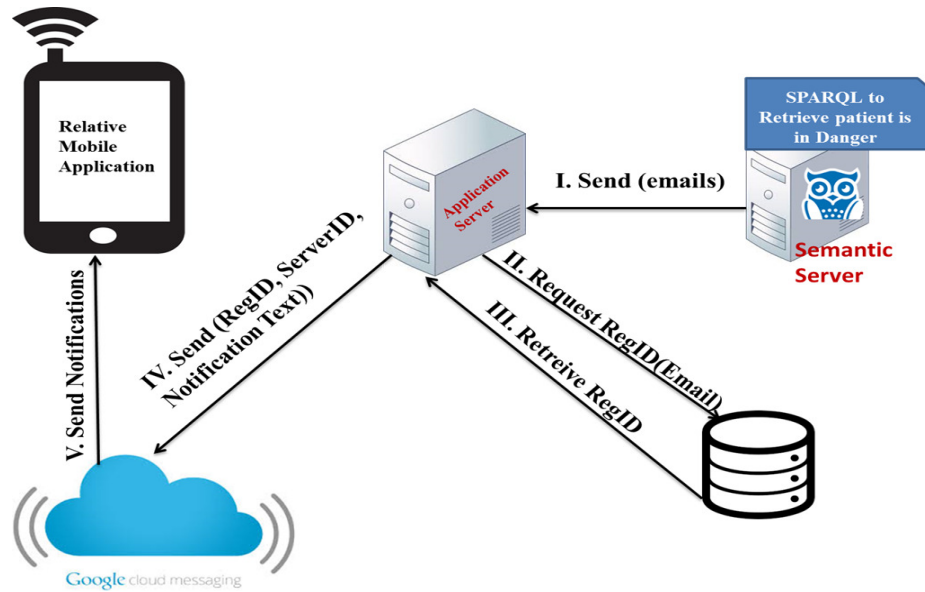 Relative
Mobile
Application
SPARQL to
Retrieve patient is
in Danger
Application
Server
I. Send (emails)
Semantic
Server
II. Request RegID(Email)
III. Retreive RegID
IV. Send (RegID, ServerID,
Notification Text))
V. Send Notifications
Google cloud messaging